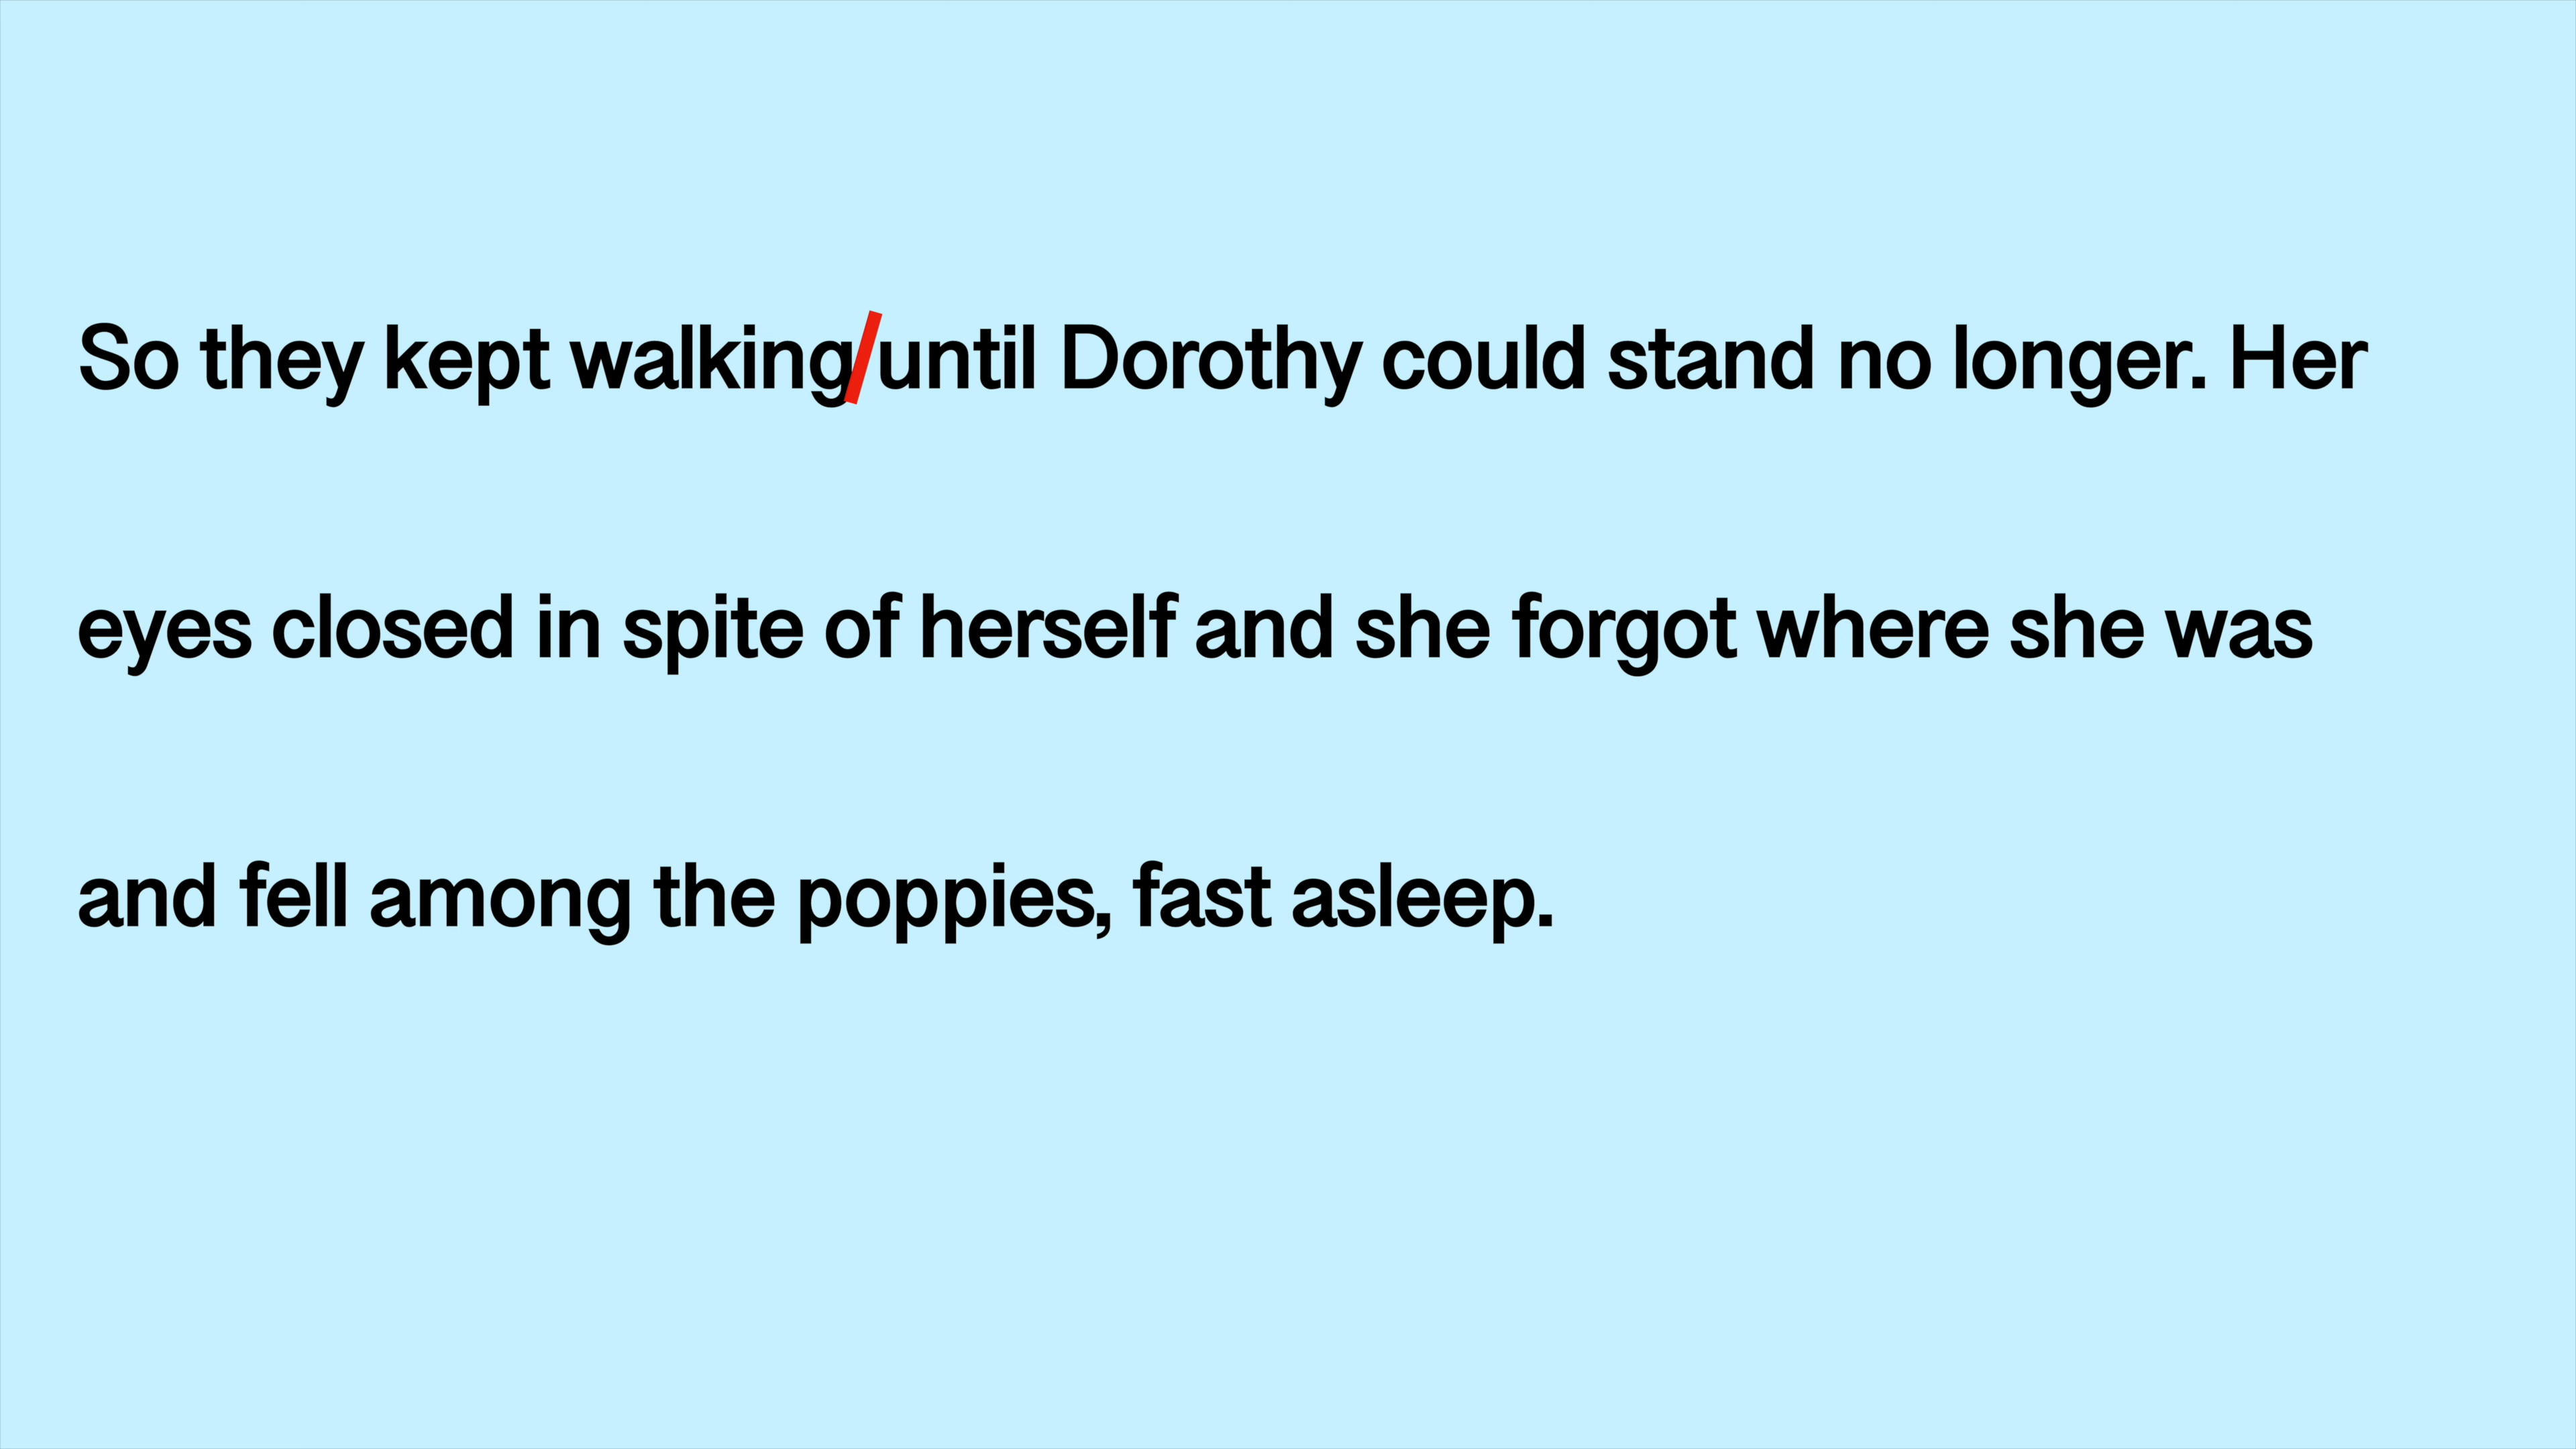 So they kept walking/until Dorothy could stand no longer. Her
eyes closed in spite of herself and she forgot where she was
and fell among the poppies, fast asleep.